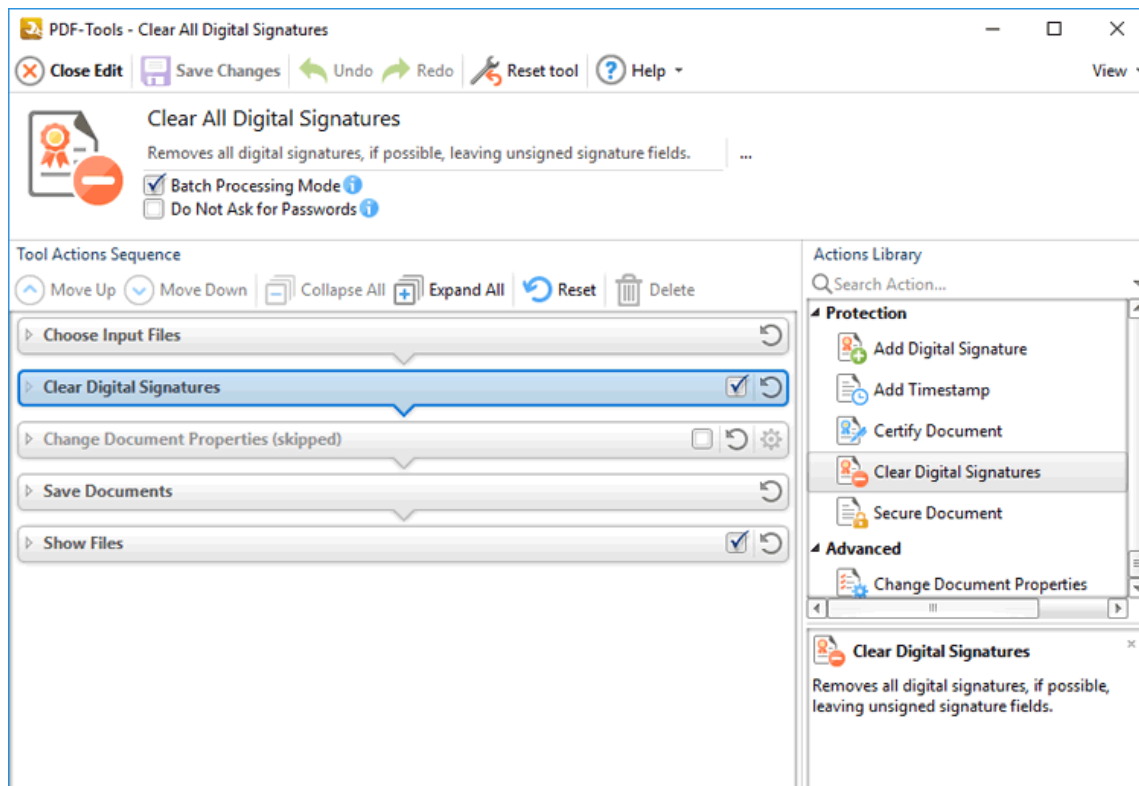 PDF-Tools - Clear All Digital Signatures
Close Edit Save Changes Undo Redo Reset tool Help View
Clear All Digital Signatures
Removes all digital signatures, if possible, leaving unsigned signature fields. ...
Batch Processing Mode
Do Not Ask for Passwords
Tool Actions Sequence
Move Up Move Down Collapse All Expand All Reset Delete
Choose Input Files
Clear Digital Signatures
Change Document Properties (skipped)
Save Documents
Show Files
Actions Library
Search Action...
Protection
Add Digital Signature
Add Timestamp
Certify Document
Clear Digital Signatures
Secure Document
Advanced
Change Document Properties
Clear Digital Signatures
Removes all digital signatures, if possible,
leaving unsigned signature fields.